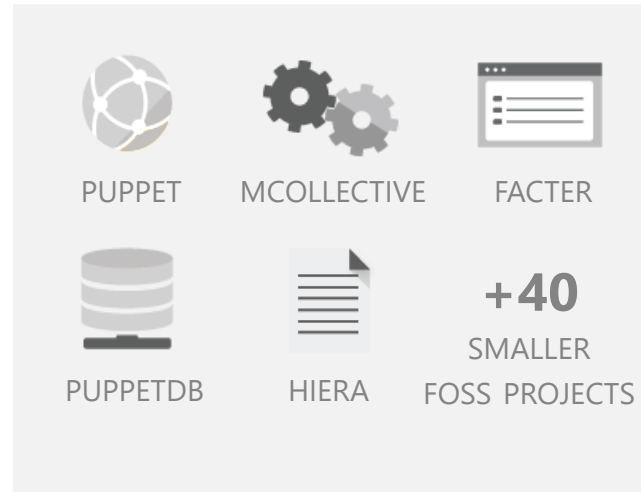 PUPPET
MCOLLECTIVE
FACTER
PUPPETDB
HIERA
+40
SMALLER
FOSS PROJECTS